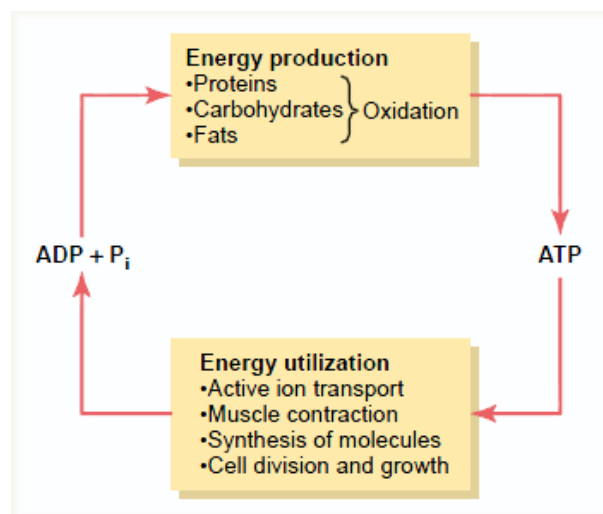 Energy production
•Proteins
•Carbohydrates } Oxidation
•Fats
ADP + Pi
ATP
Energy utilization
•Active ion transport
•Muscle contraction
•Synthesis of molecules
•Cell division and growth